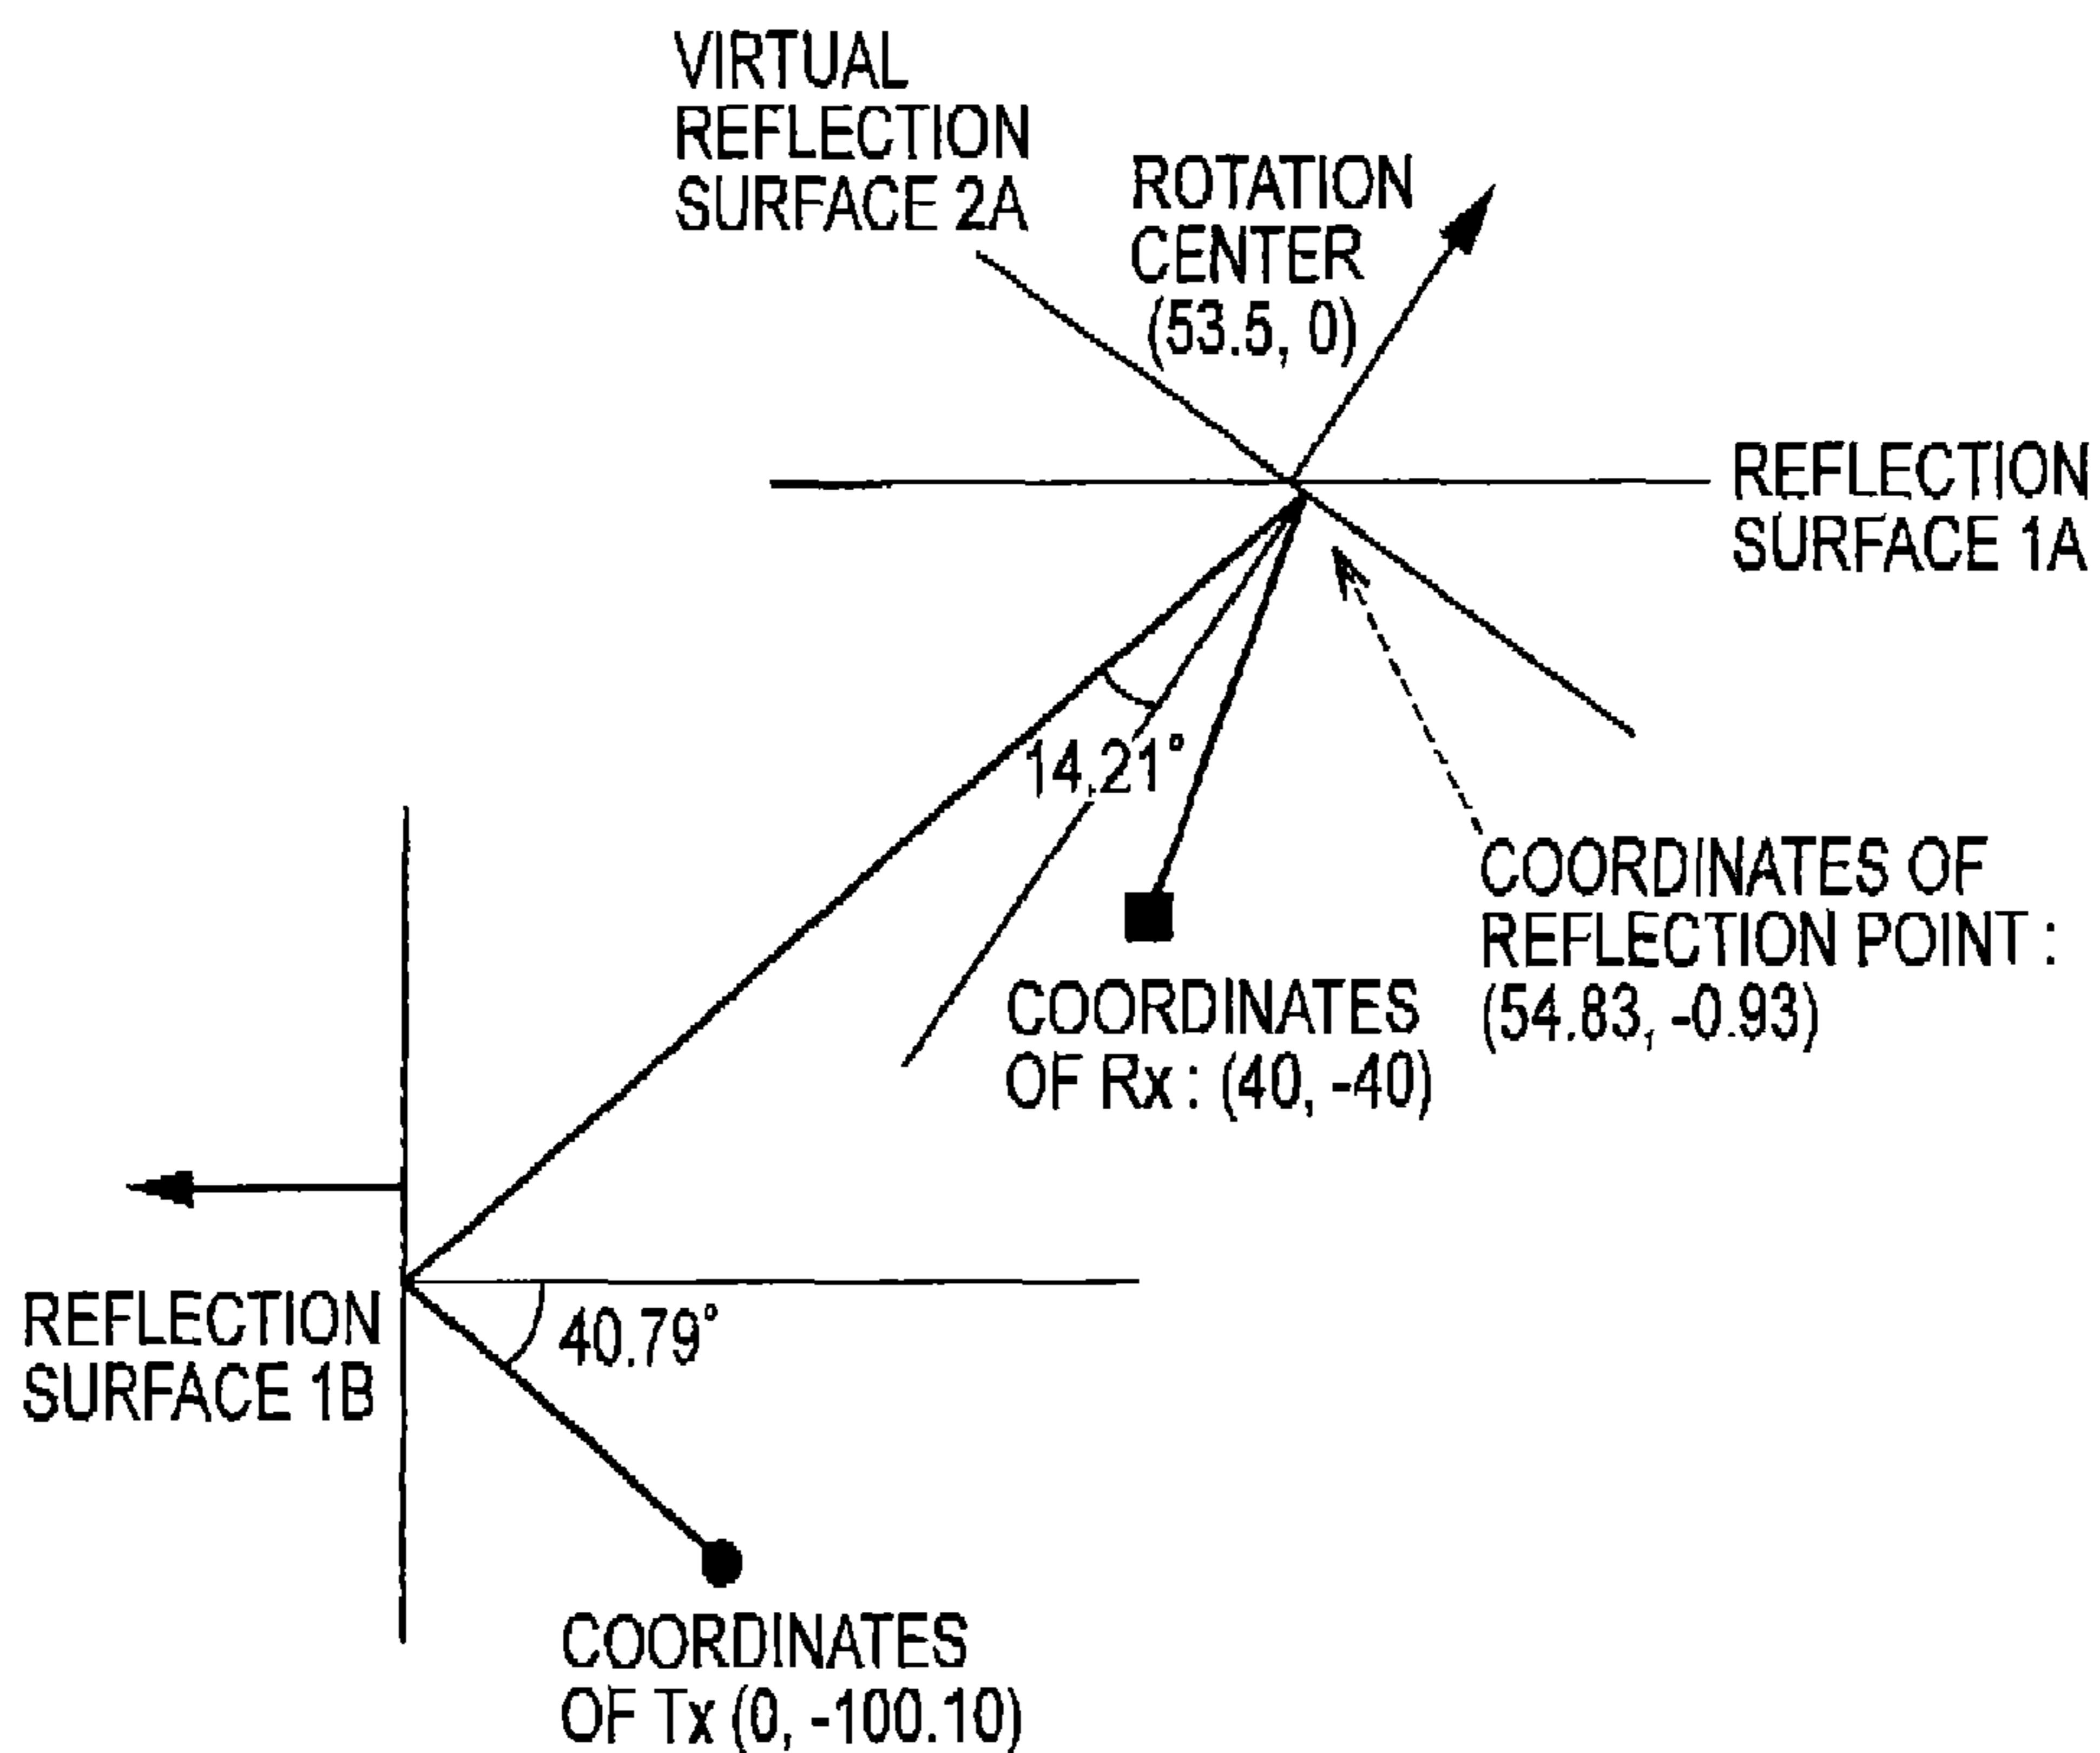 VIRTUAL
REFLECTION
SURFACE 2A
ROTATION
CENTER
(53.5, 0)
REFLECTION
SURFACE 1A
14.21°
COORDINATES OF
REFLECTION POINT :
(54.83, -0.93)
COORDINATES
OF Rx : (40, -40)
REFLECTION
SURFACE 1B
40.79°
COORDINATES
OF Tx (0, -100.10)